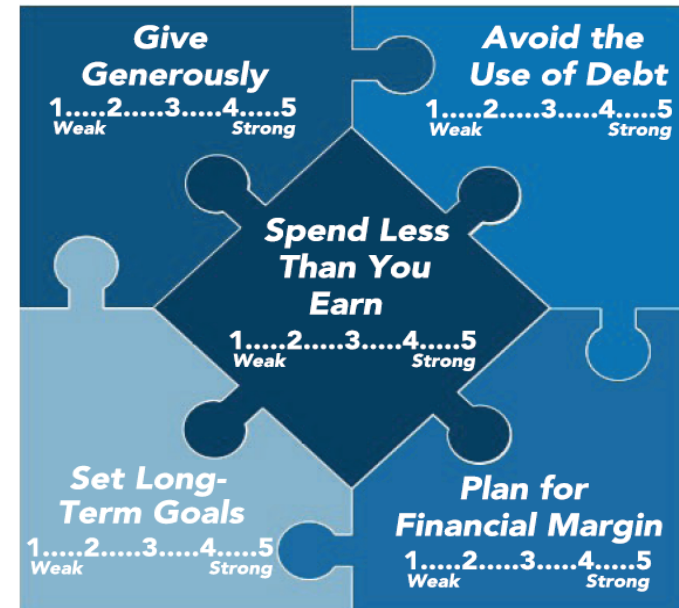 Give
Generously
1.....2.....3.....4.....5
Weak Strong
Avoid the
Use of Debt
1.....2.....3.....4.....5
Weak Strong
Spend Less
Than You
Earn
1.....2.....3.....4.....5
Weak Strong
Set Long-
Term Goals
1.....2.....3.....4.....5
Weak Strong
Plan for
Financial Margin
1.....2.....3.....4.....5
Weak Strong